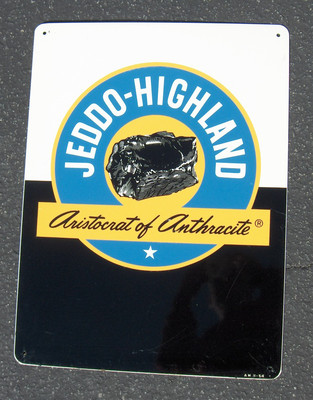 JEDDO-HIGHLAND
Aristocrat of Anthracite®